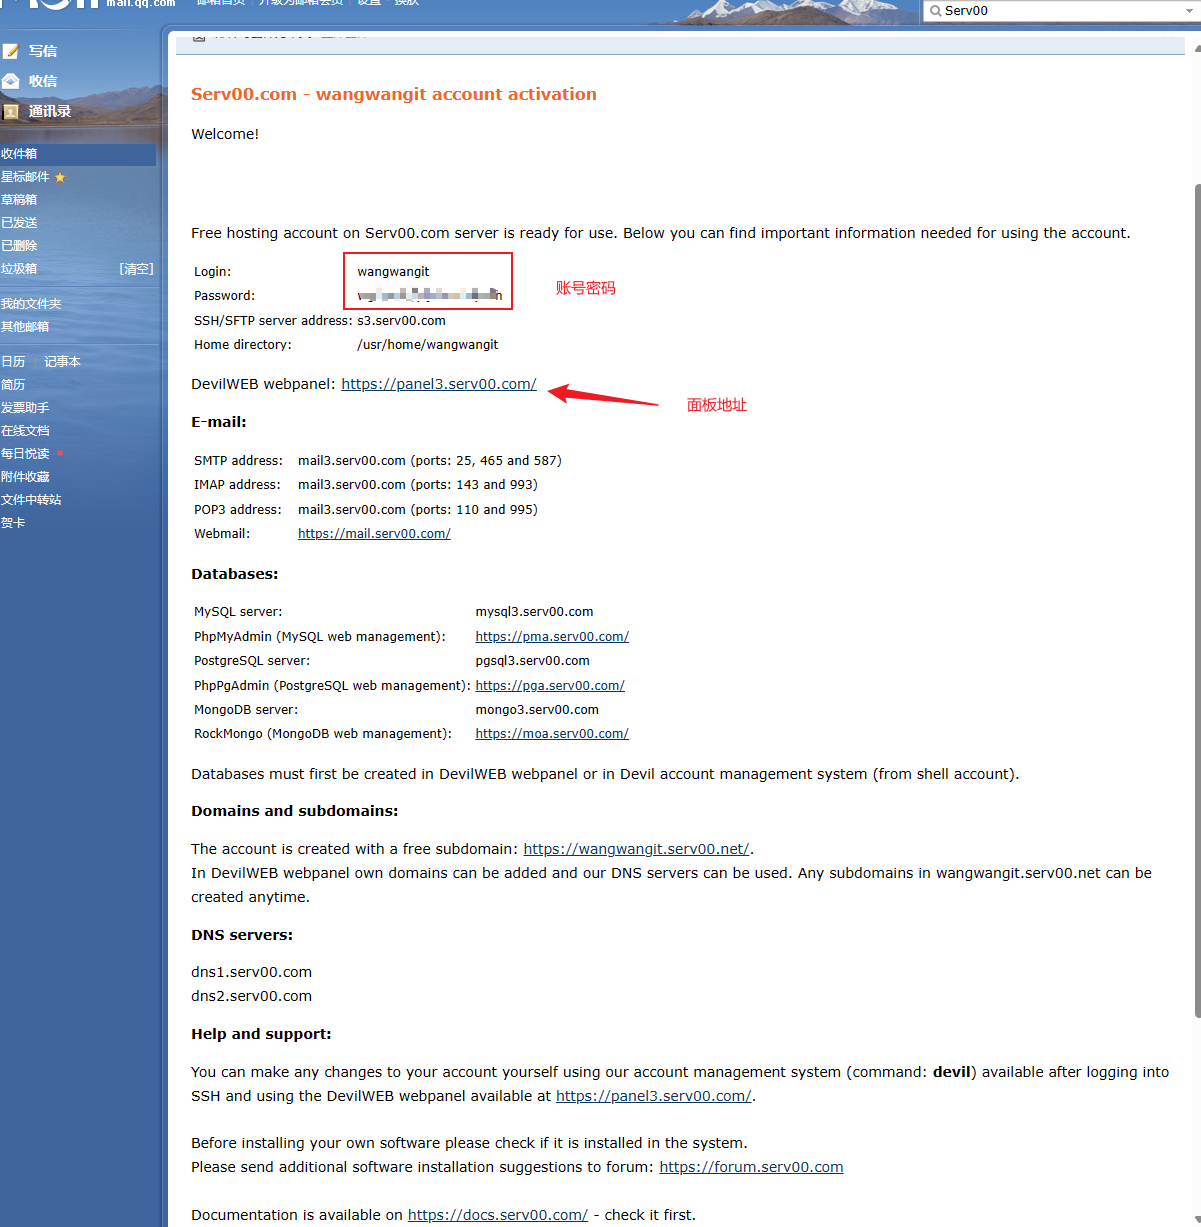 mail.qq.com
邮箱首页 | 升级为邮箱会员 | 设置 - 换肤
Serv00
写信
收信
通讯录
收件箱
星标邮件
草稿箱
已发送
已删除
垃圾箱 [清空]
我的文件夹
其他邮箱
日历 | 记事本
简历
发票助手
在线文档
每日悦读
附件收藏
文件中转站
贺卡
Serv00.com - wangwangit account activation
Welcome!
Free hosting account on Serv00.com server is ready for use. Below you can find important information needed for using the account.
Login: wangwangit
Password:
账号密码
SSH/SFTP server address: s3.serv00.com
Home directory: /usr/home/wangwangit
DevilWEB webpanel: https://panel3.serv00.com/
面板地址
E-mail:
SMTP address: mail3.serv00.com (ports: 25, 465 and 587)
IMAP address: mail3.serv00.com (ports: 143 and 993)
POP3 address: mail3.serv00.com (ports: 110 and 995)
Webmail: https://mail.serv00.com/
Databases:
MySQL server: mysql3.serv00.com
PhpMyAdmin (MySQL web management): https://pma.serv00.com/
PostgreSQL server: pgsql3.serv00.com
PhpPgAdmin (PostgreSQL web management): https://pga.serv00.com/
MongoDB server: mongo3.serv00.com
RockMongo (MongoDB web management): https://moa.serv00.com/
Databases must first be created in DevilWEB webpanel or in Devil account management system (from shell account).
Domains and subdomains:
The account is created with a free subdomain: https://wangwangit.serv00.net/.
In DevilWEB webpanel own domains can be added and our DNS servers can be used. Any subdomains in wangwangit.serv00.net can be
created anytime.
DNS servers:
dns1.serv00.com
dns2.serv00.com
Help and support:
You can make any changes to your account yourself using our account management system (command: devil) available after logging into
SSH and using the DevilWEB webpanel available at https://panel3.serv00.com/.
Before installing your own software please check if it is installed in the system.
Please send additional software installation suggestions to forum: https://forum.serv00.com
Documentation is available on https://docs.serv00.com/ - check it first.